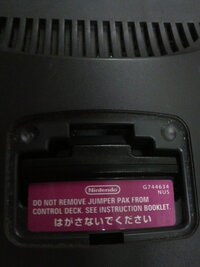 Nintendo
G744634
NUS
DO NOT REMOVE JUMPER PAK FROM
CONTROL DECK. SEE INSTRUCTION BOOKLET.
はがさないでください